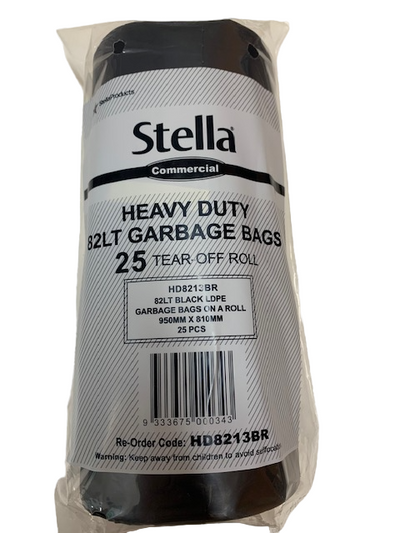 StellaProducts
Stella
Commercial
HEAVY DUTY
82LT GARBAGE BAGS
25 TEAR-OFF ROLL
HD8213BR
82LT BLACK LDPE
GARBAGE BAGS ON A ROLL
950MM X 810MM
25 PCS
9 333675 000343
Re-Order Code: HD8213BR
Warning: Keep away from children to avoid suffocation